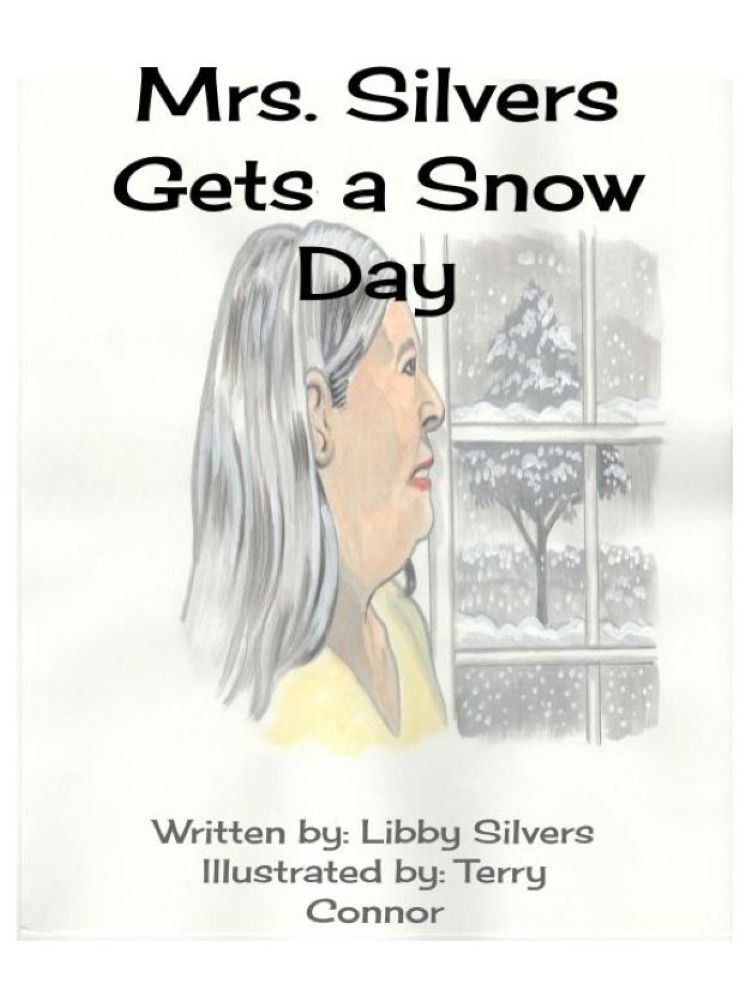 Mrs. Silvers
Gets a Snow
Day
Written by: Libby Silvers
Illustrated by: Terry
Connor